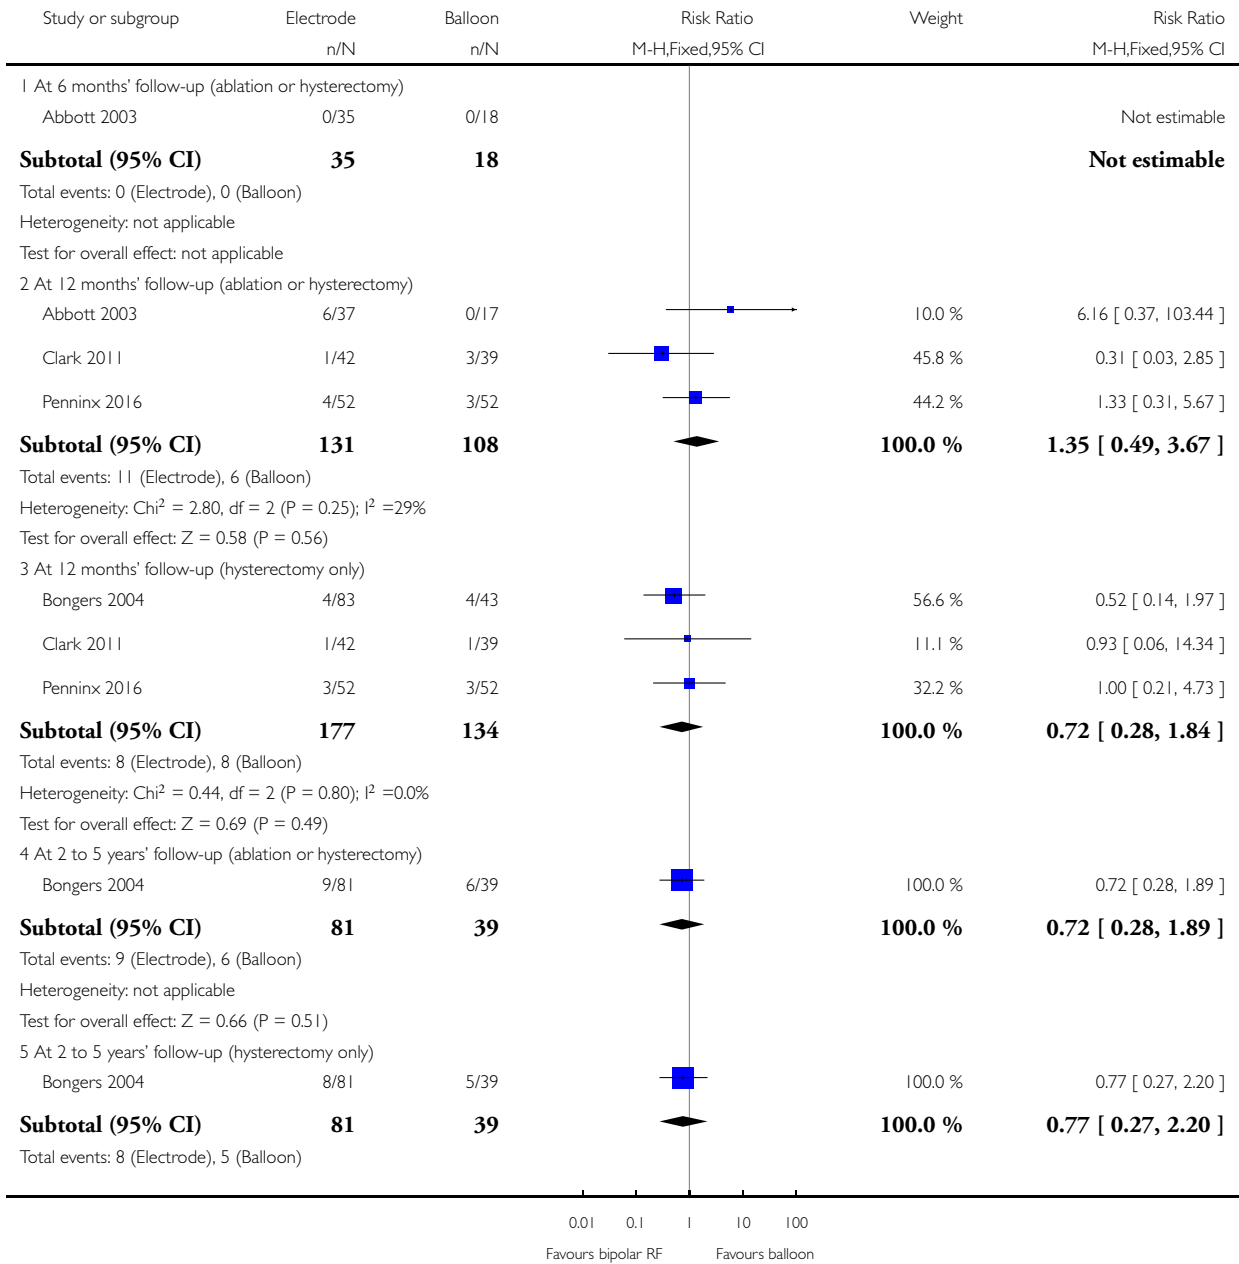 Study or subgroup Electrode Balloon Risk Ratio Weight Risk Ratio
n/N n/N M-H,Fixed,95% CI M-H,Fixed,95% CI
1 At 6 months' follow-up (ablation or hysterectomy)
Abbott 2003 0/35 0/18 Not estimable
Subtotal (95% CI) 35 18 Not estimable
Total events: 0 (Electrode), 0 (Balloon)
Heterogeneity: not applicable
Test for overall effect: not applicable
2 At 12 months' follow-up (ablation or hysterectomy)
Abbott 2003 6/37 0/17 10.0 % 6.16 [ 0.37, 103.44 ]
Clark 2011 1/42 3/39 45.8 % 0.31 [ 0.03, 2.85 ]
Penninx 2016 4/52 3/52 44.2 % 1.33 [ 0.31, 5.67 ]
Subtotal (95% CI) 131 108 100.0 % 1.35 [ 0.49, 3.67 ]
Total events: 11 (Electrode), 6 (Balloon)
Heterogeneity: Chi² = 2.80, df = 2 (P = 0.25); I² =29%
Test for overall effect: Z = 0.58 (P = 0.56)
3 At 12 months' follow-up (hysterectomy only)
Bongers 2004 4/83 4/43 56.6 % 0.52 [ 0.14, 1.97 ]
Clark 2011 1/42 1/39 11.1 % 0.93 [ 0.06, 14.34 ]
Penninx 2016 3/52 3/52 32.2 % 1.00 [ 0.21, 4.73 ]
Subtotal (95% CI) 177 134 100.0 % 0.72 [ 0.28, 1.84 ]
Total events: 8 (Electrode), 8 (Balloon)
Heterogeneity: Chi² = 0.44, df = 2 (P = 0.80); I² =0.0%
Test for overall effect: Z = 0.69 (P = 0.49)
4 At 2 to 5 years' follow-up (ablation or hysterectomy)
Bongers 2004 9/81 6/39 100.0 % 0.72 [ 0.28, 1.89 ]
Subtotal (95% CI) 81 39 100.0 % 0.72 [ 0.28, 1.89 ]
Total events: 9 (Electrode), 6 (Balloon)
Heterogeneity: not applicable
Test for overall effect: Z = 0.66 (P = 0.51)
5 At 2 to 5 years' follow-up (hysterectomy only)
Bongers 2004 8/81 5/39 100.0 % 0.77 [ 0.27, 2.20 ]
Subtotal (95% CI) 81 39 100.0 % 0.77 [ 0.27, 2.20 ]
Total events: 8 (Electrode), 5 (Balloon)
0.01 0.1 1 10 100
Favours bipolar RF Favours balloon